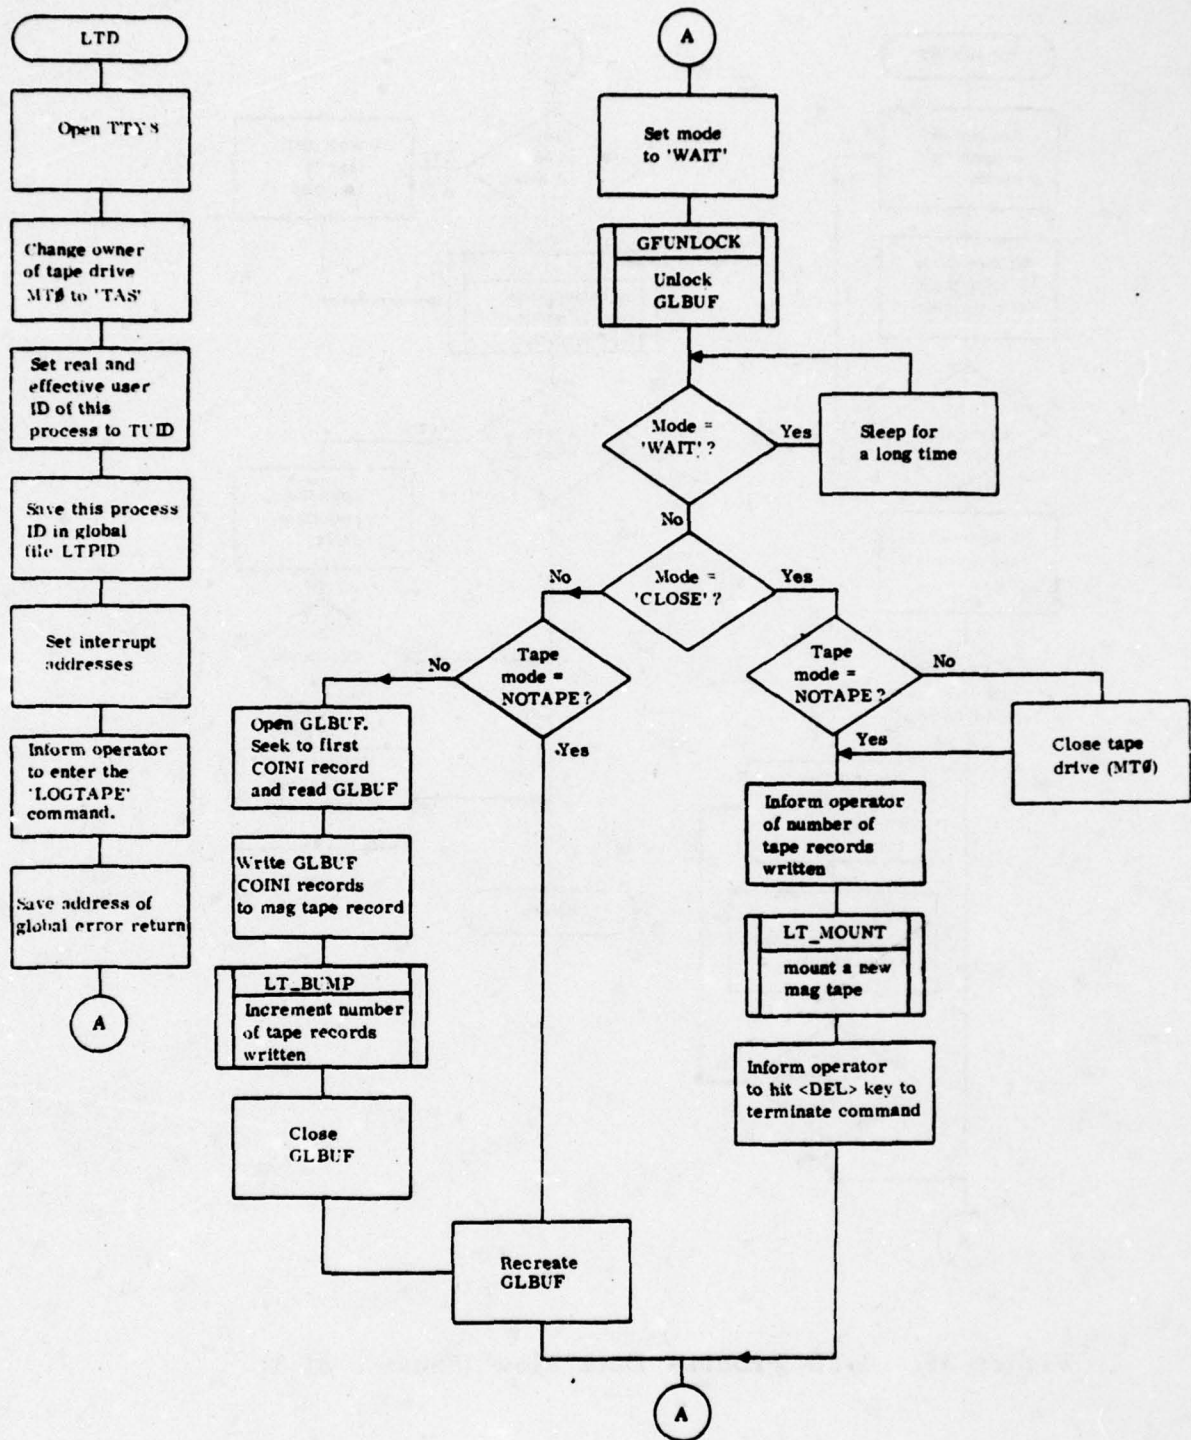 LTD
Open TTY8
Change owner
of tape drive
MTØ to 'TAS'
Set real and
effective user
ID of this
process to TUID
Save this process
ID in global
file LTPID
Set interrupt
addresses
Inform operator
to enter the
'LOGTAPE'
command.
Save address of
global error return
A
A
Set mode
to 'WAIT'
GFUNLOCK
Unlock
GLBUF
Mode =
'WAIT'?
Yes
Sleep for
a long time
No
Mode =
'CLOSE'?
No
Yes
Tape
mode =
NOTAPE?
No
Yes
Open GLBUF.
Seek to first
COINI record
and read GLBUF
Write GLBUF
COINI records
to mag tape record
LT_BUMP
Increment number
of tape records
written
Close
GLBUF
Recreate
GLBUF
Tape
mode =
NOTAPE?
No
Yes
Close tape
drive (MTØ)
Inform operator
of number of
tape records
written
LT_MOUNT
mount a new
mag tape
Inform operator
to hit <DEL> key to
terminate command
A